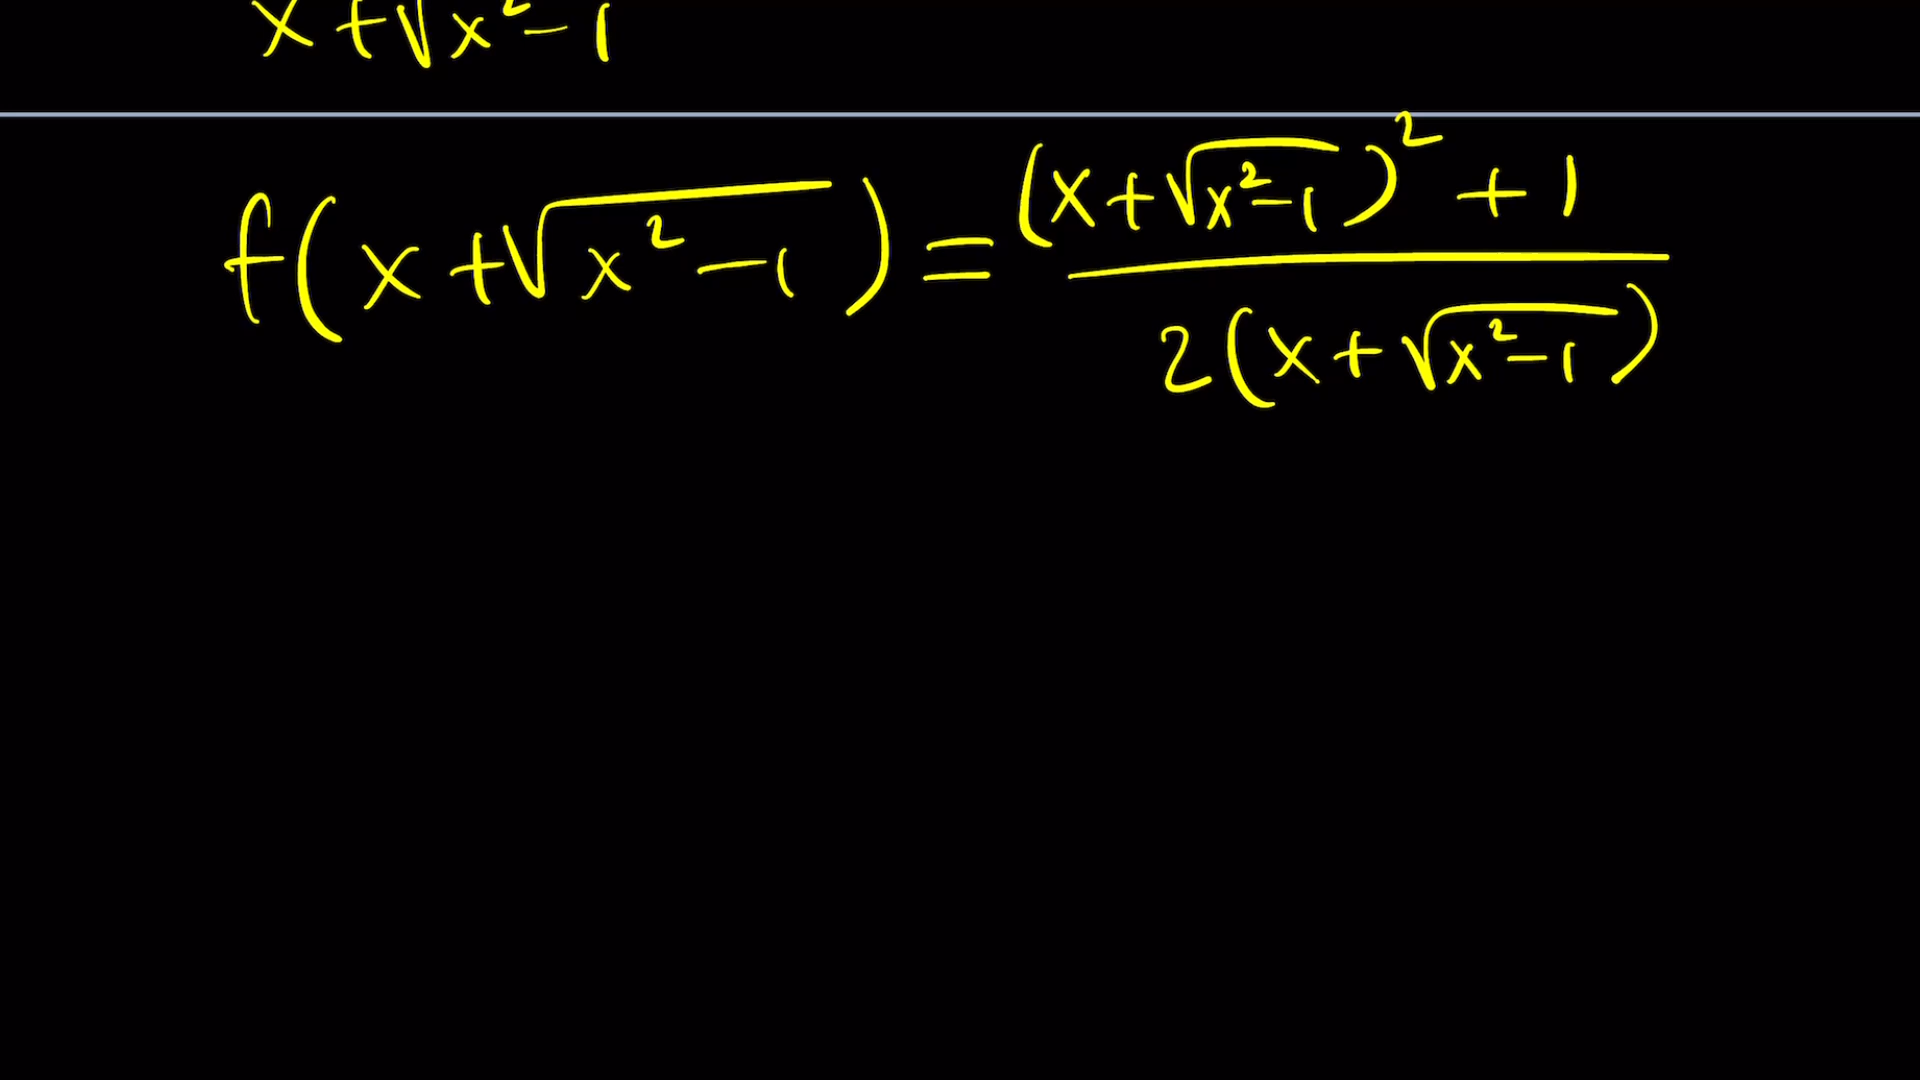 x + √x² - 1
f(x + √(x² - 1)) = ((x + √(x² - 1))² + 1) / (2(x + √(x² - 1)))